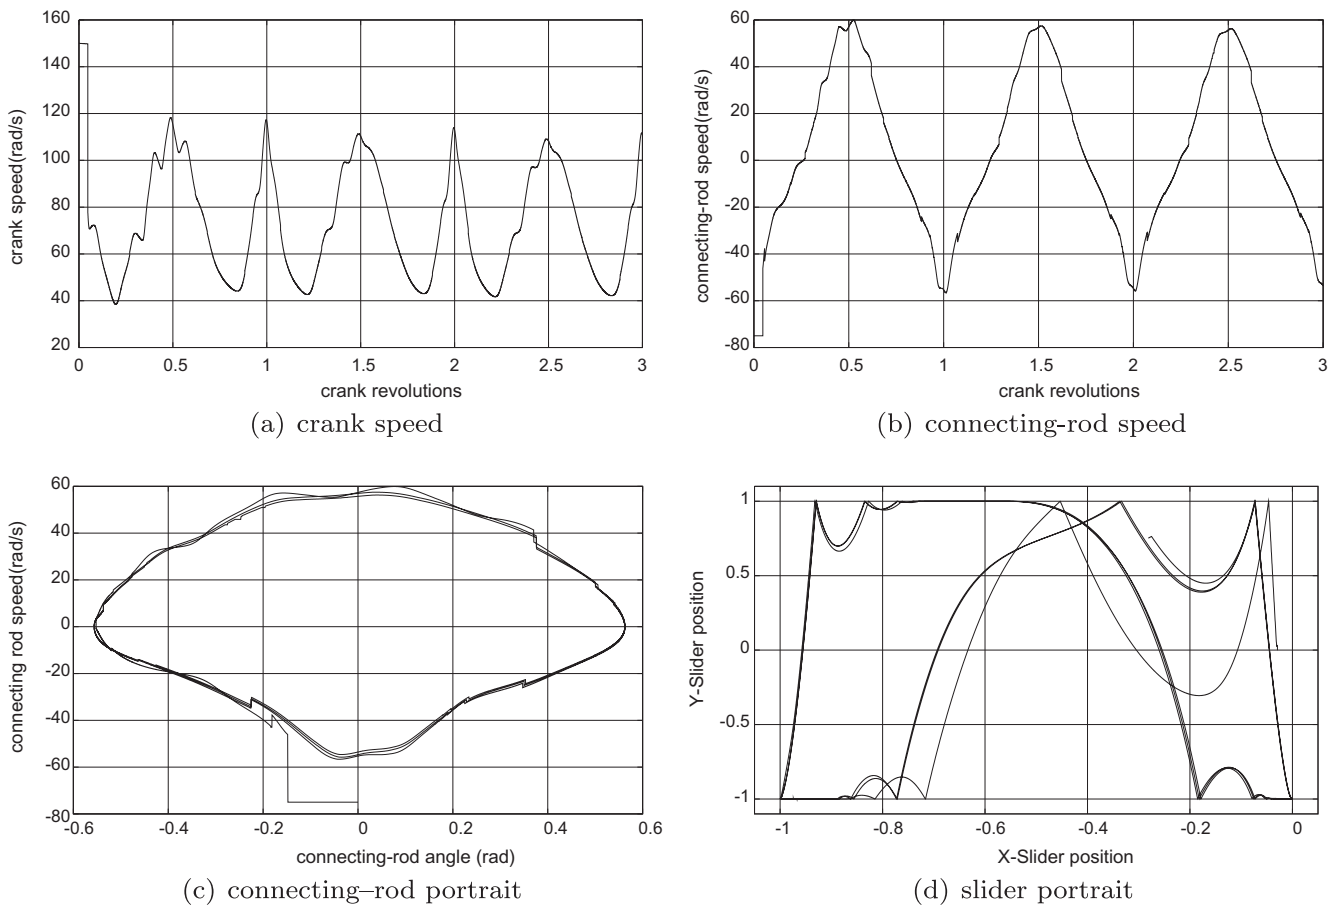 160
140
120
100
80
60
40
20
crank speed(rad/s)
0 0.5 1 1.5 2 2.5 3
crank revolutions
(a) crank speed
60
40
20
0
-20
-40
-60
-80
connecting-rod speed(rad/s)
0 0.5 1 1.5 2 2.5 3
crank revolutions
(b) connecting-rod speed
60
40
20
0
-20
-40
-60
-80
connecting rod speed(rad/s)
-0.6 -0.4 -0.2 0 0.2 0.4 0.6
connecting-rod angle (rad)
(c) connecting–rod portrait
1
0.5
0
-0.5
-1
Y-Slider position
-1 -0.8 -0.6 -0.4 -0.2 0
X-Slider position
(d) slider portrait